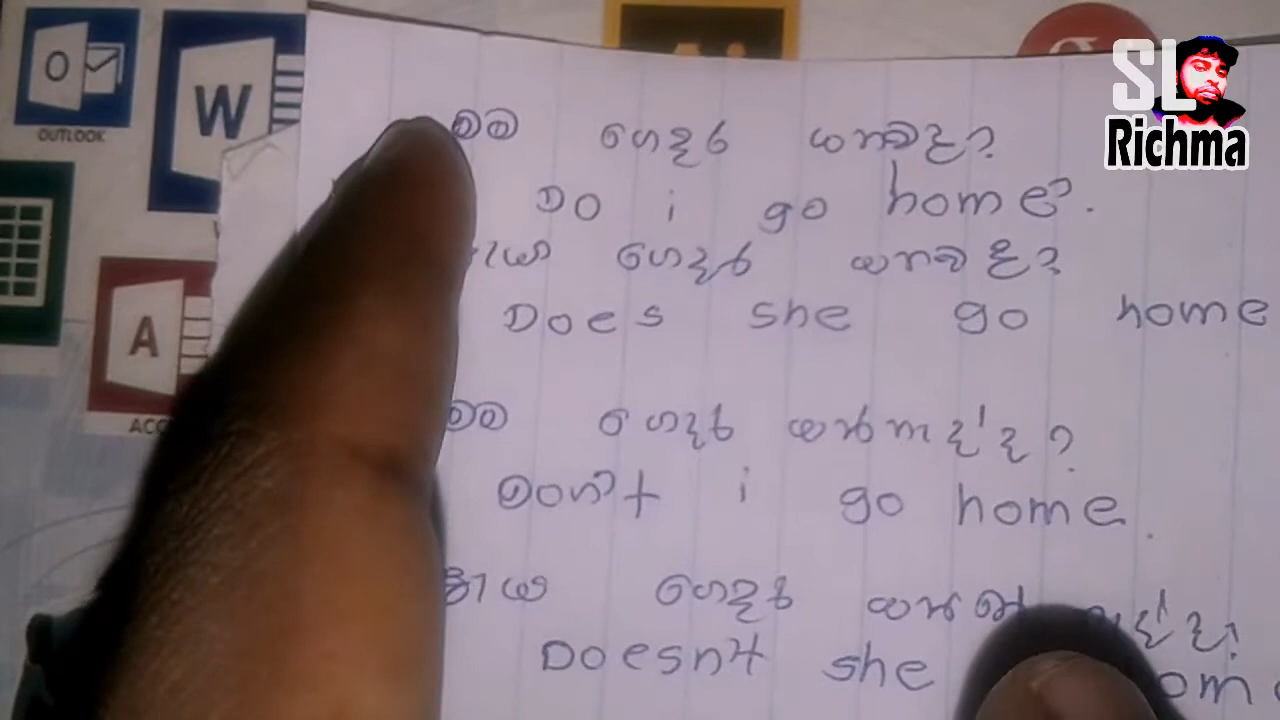 OUTLOOK
W
A
SL
Richma
මම ගෙදර යනවද?
Do i go home?.
ගෙදර යනවද?
Does she go home
මම ගෙදර යන්නැද්ද?
Don't i go home.
ගෙදර
Doesn't she